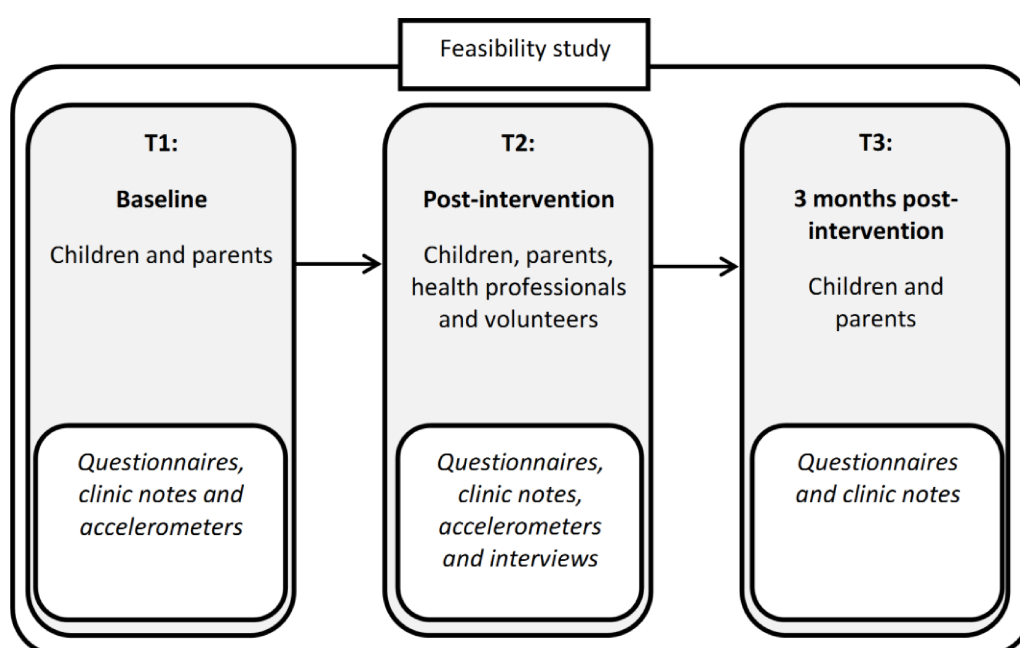 Feasibility study
T1:
Baseline
Children and parents
Questionnaires,
clinic notes and
accelerometers
T2:
Post-intervention
Children, parents,
health professionals
and volunteers
Questionnaires,
clinic notes,
accelerometers
and interviews
T3:
3 months post-
intervention
Children and
parents
Questionnaires
and clinic notes